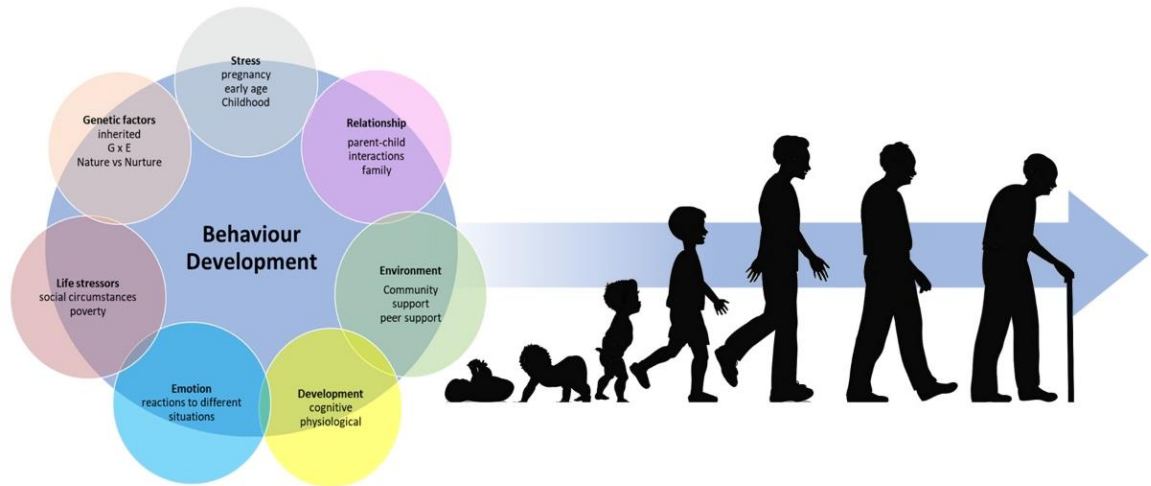 Stress
pregnancy
early age
Childhood
Relationship
parent-child
interactions
family
Environment
Community
support
peer support
Development
cognitive
physiological
Emotion
reactions to different
situations
Life stressors
social circumstances
poverty
Genetic factors
inherited
G x E
Nature vs Nurture
Behaviour
Development